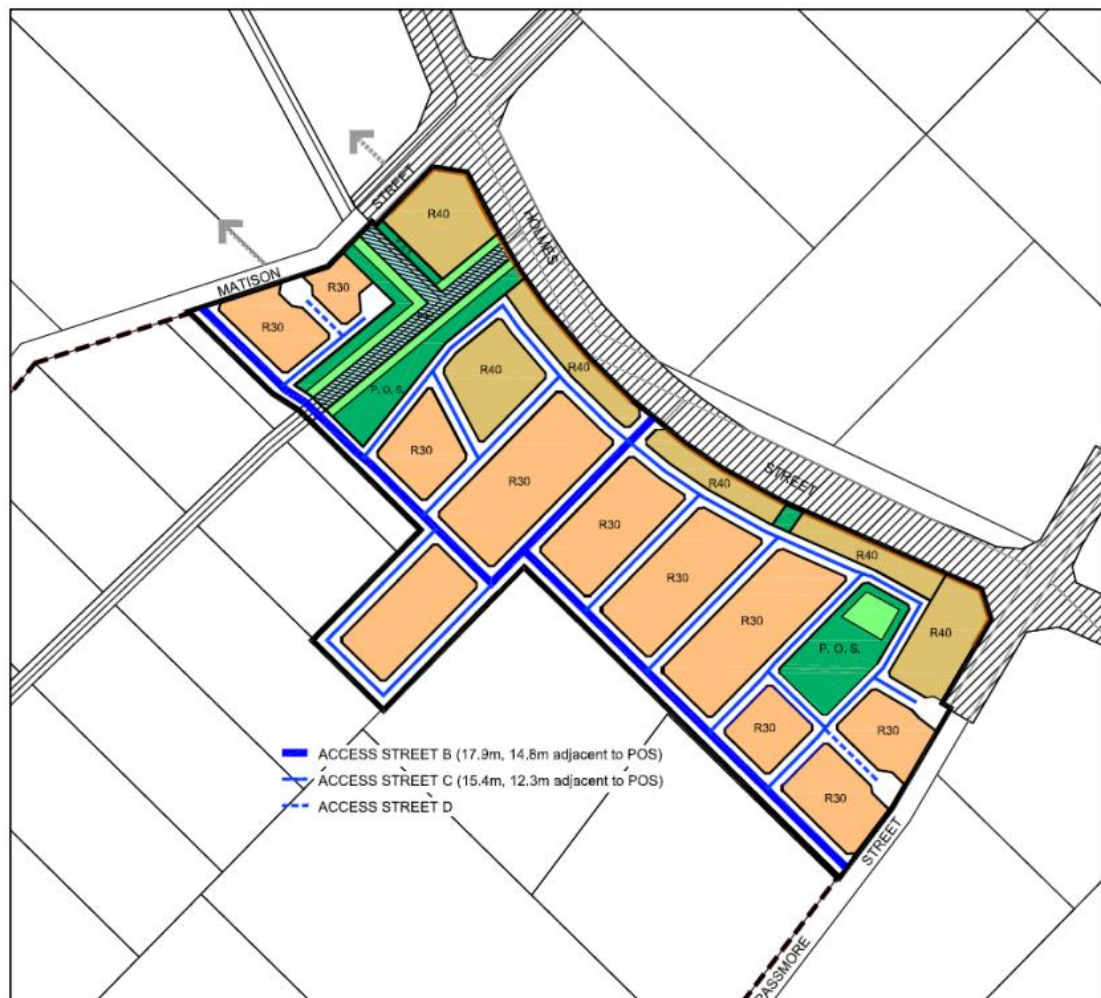 STREET
R40
HOLMES
MATISON
R30
R30
R40
R40
P. O. S.
R30
R30
R40
STREET
R30
R40
R30
R30
P. O. S.
R40
R30
R30
R30
ACCESS STREET B (17.9m, 14.8m adjacent to POS)
ACCESS STREET C (15.4m, 12.3m adjacent to POS)
ACCESS STREET D
STREET
PASSMORE